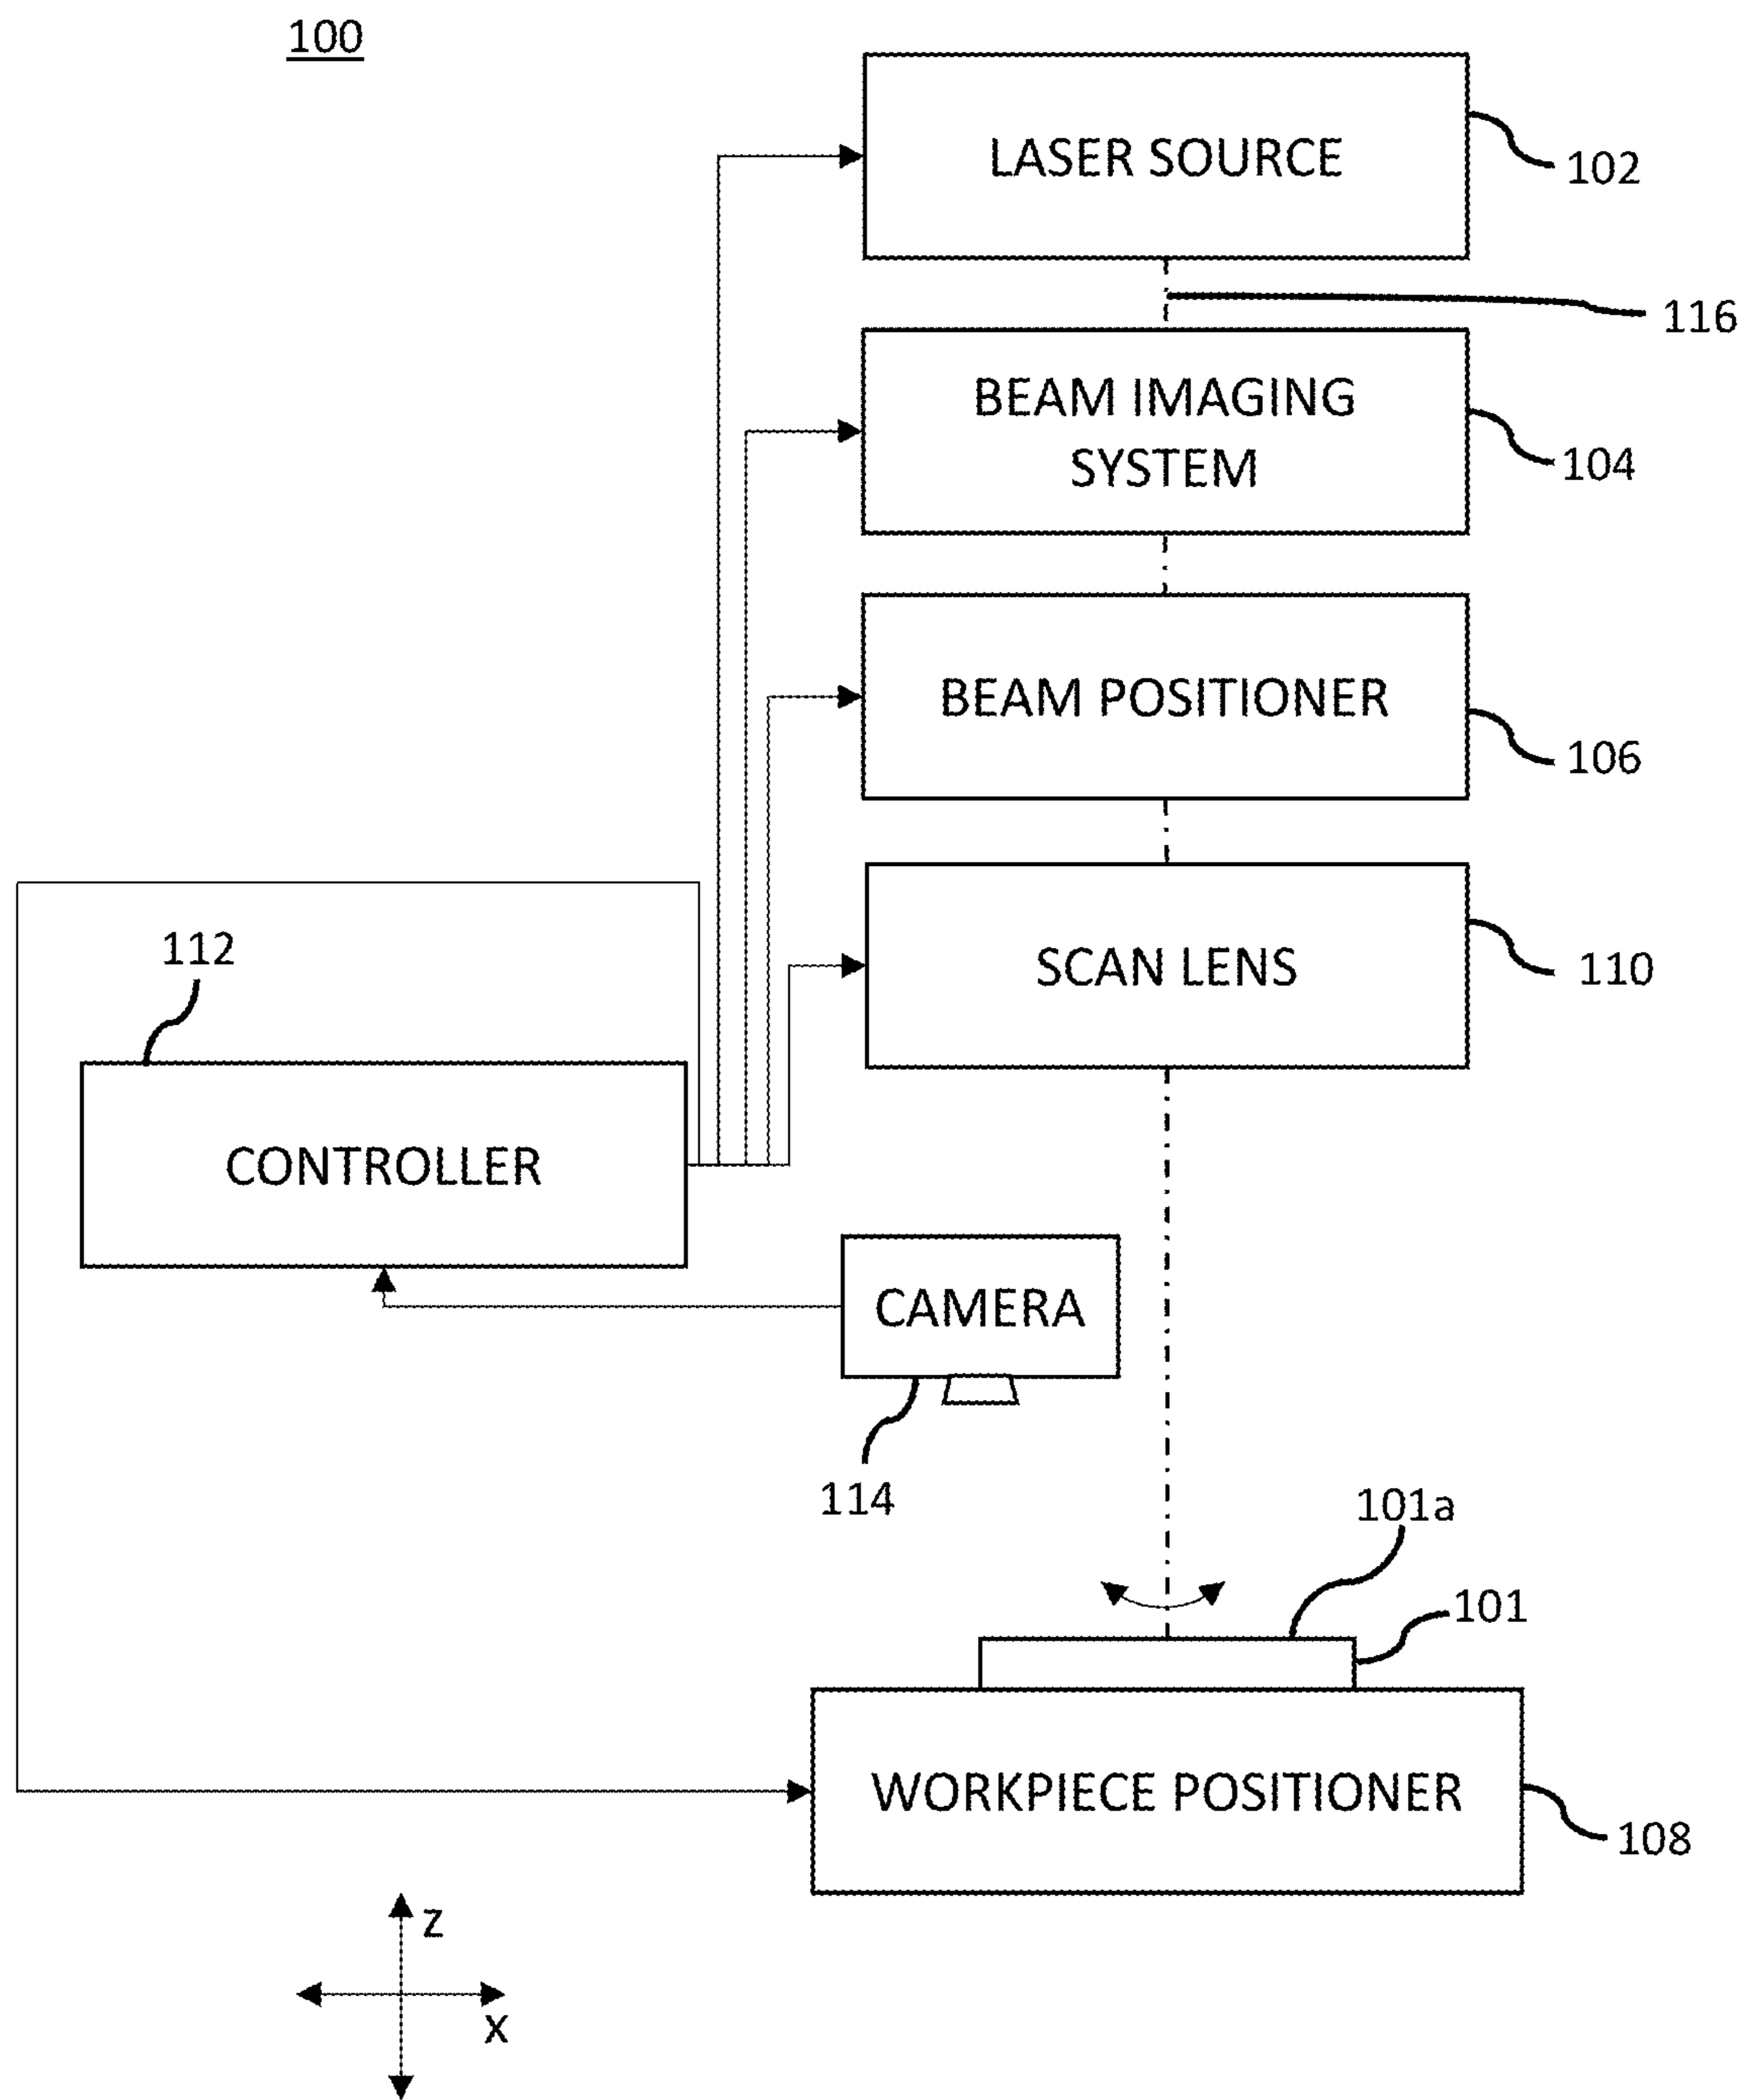 100
LASER SOURCE
102
116
BEAM IMAGING
SYSTEM
104
BEAM POSITIONER
106
112
SCAN LENS
110
CONTROLLER
CAMERA
114
101a
101
WORKPIECE POSITIONER
108
Z
X